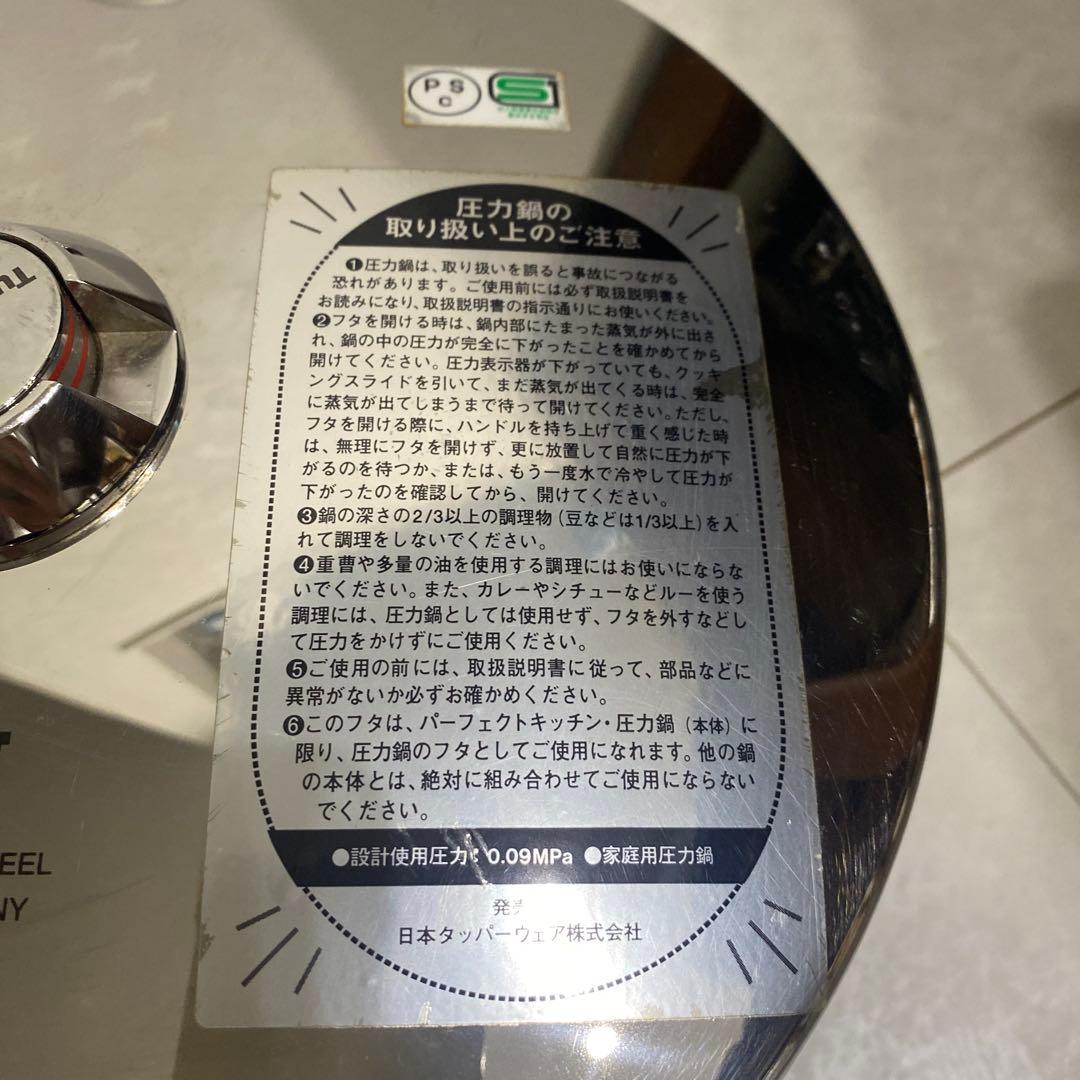 PSC
S
圧力鍋の
取り扱い上のご注意
❶圧力鍋は、取り扱いを誤ると事故につながる
恐れがあります。ご使用前には必ず取扱説明書を
お読みになり、取扱説明書の指示通りにお使いください。
❷フタを開ける時は、鍋内部にたまった蒸気が外に出さ
れ、鍋の中の圧力が完全に下がったことを確かめてから
開けてください。圧力表示器が下がっていても、クッキ
ングスライドを引いて、まだ蒸気が出てくる時は、完全
に蒸気が出てしまうまで待って開けてください。ただし、
フタを開ける際に、ハンドルを持ち上げて重く感じた時
は、無理にフタを開けず、更に放置して自然に圧力が下
がるのを待つか、または、もう一度水で冷やして圧力が
下がったのを確認してから、開けてください。
❸鍋の深さの2/3以上の調理物(豆などは1/3以上)を入
れて調理をしないでください。
❹重曹や多量の油を使用する調理にはお使いにならな
いでください。また、カレーやシチューなどルーを使う
調理には、圧力鍋としては使用せず、フタを外すなどし
て圧力をかけずにご使用ください。
❺ご使用の前には、取扱説明書に従って、部品などに
異常がないか必ずお確かめください。
❻このフタは、パーフェクトキッチン・圧力鍋(本体)に
限り、圧力鍋のフタとしてご使用になれます。他の鍋
の本体とは、絶対に組み合わせてご使用にならない
でください。
●設計使用圧力:0.09MPa ●家庭用圧力鍋
発売
日本タッパーウェア株式会社
Tu
T
EEL
NY